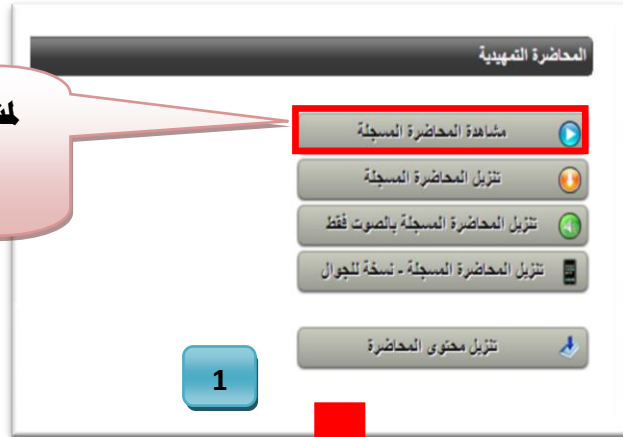 المحاضرة التمهيدية
مشاهدة المحاضرة المسجلة
تنزيل المحاضرة المسجلة
تنزيل المحاضرة المسجلة بالصوت فقط
تنزيل المحاضرة المسجلة - نسخة للجوال
تنزيل محتوى المحاضرة
1